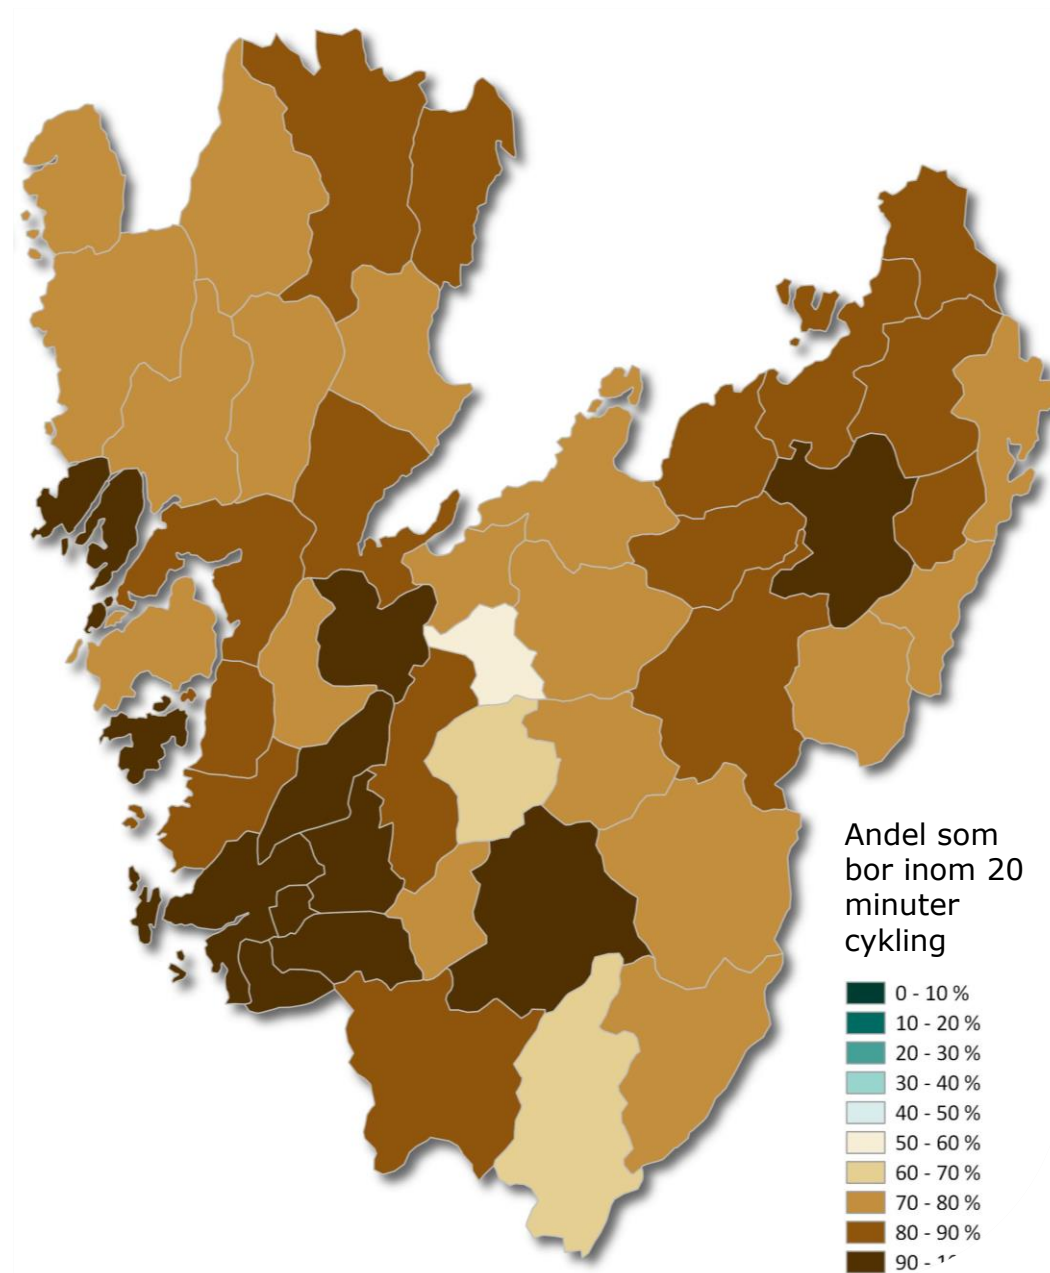 Andel som
bor inom 20
minuter
cykling
0 - 10 %
10 - 20 %
20 - 30 %
30 - 40 %
40 - 50 %
50 - 60 %
60 - 70 %
70 - 80 %
80 - 90 %
90 -